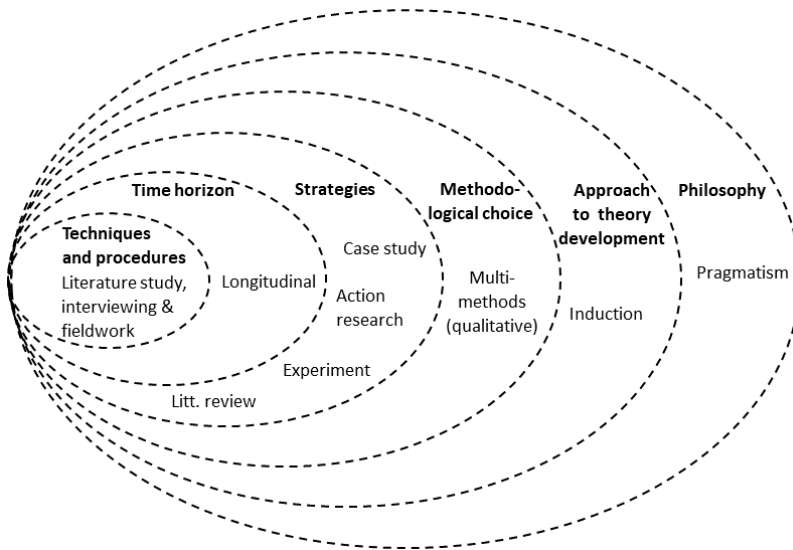 Time horizon
Strategies
Methodo-
logical choice
Approach
to theory
development
Philosophy
Techniques
and procedures
Literature study,
interviewing &
fieldwork
Longitudinal
Case study
Action
research
Experiment
Litt. review
Multi-
methods
(qualitative)
Induction
Pragmatism